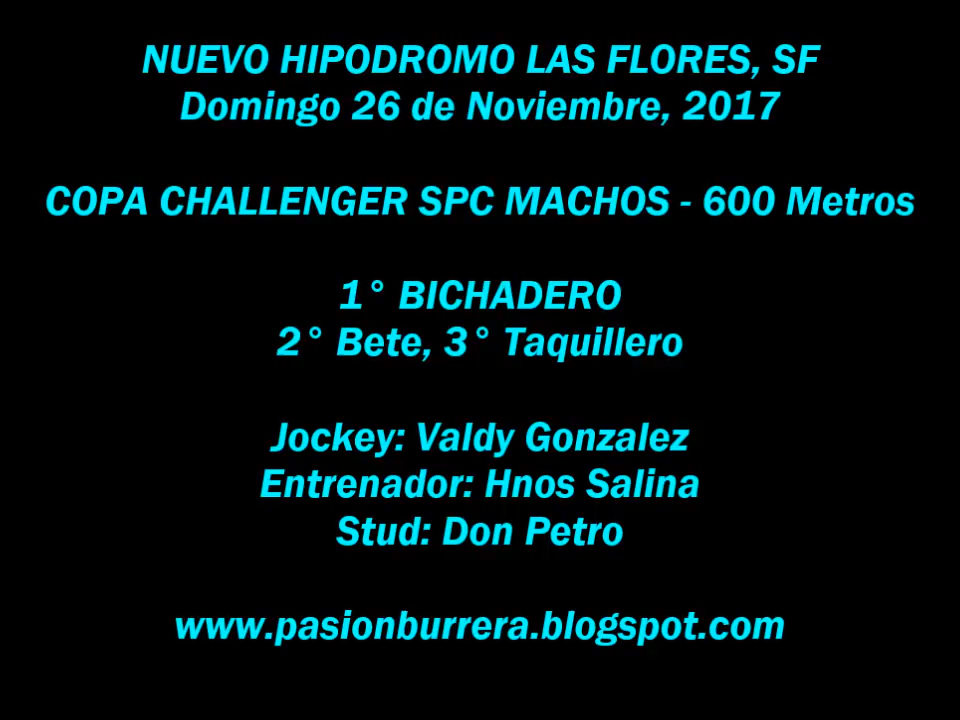 NUEVO HIPODROMO LAS FLORES, SF
Domingo 26 de Noviembre, 2017
COPA CHALLENGER SPC MACHOS - 600 Metros
1° BICHADERO
2° Bete, 3° Taquillero
Jockey: Valdy Gonzalez
Entrenador: Hnos Salina
Stud: Don Petro
www.pasionburrera.blogspot.com